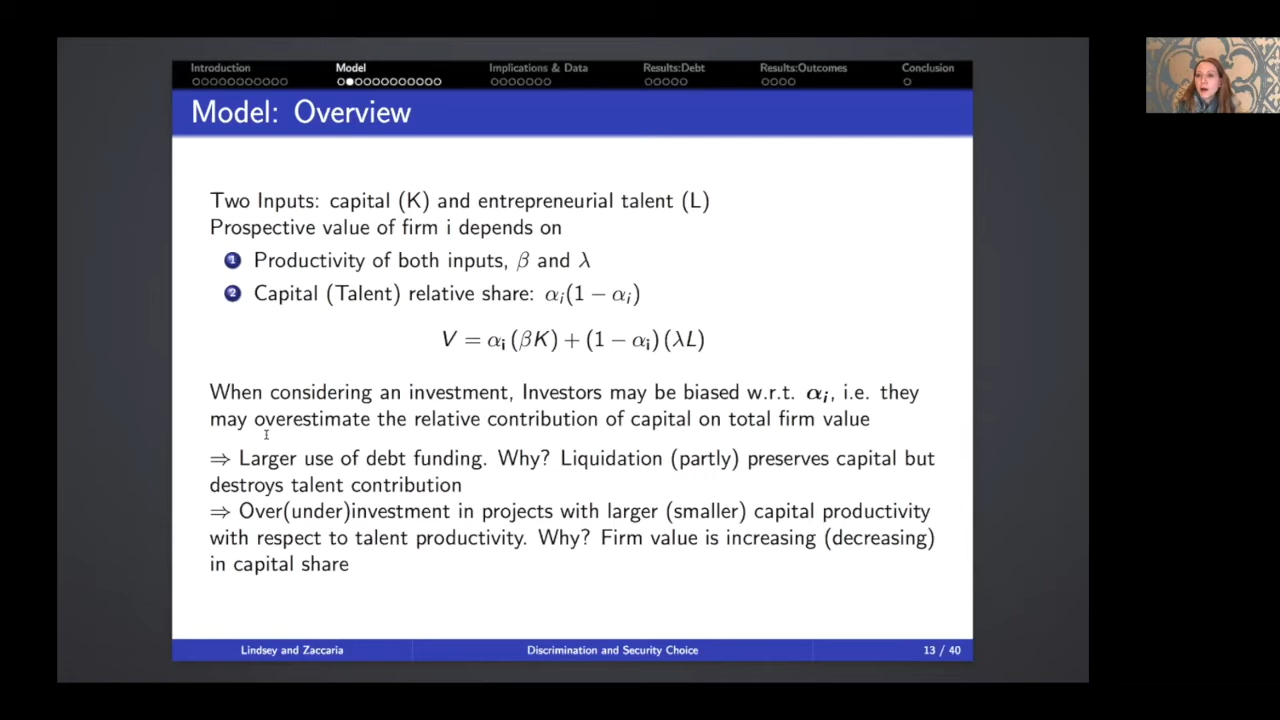 Introduction Model Implications & Data Results:Debt Results:Outcomes Conclusion
Model: Overview
Two Inputs: capital (K) and entrepreneurial talent (L)
Prospective value of firm i depends on
1 Productivity of both inputs, β and λ
2 Capital (Talent) relative share: αᵢ(1 − αᵢ)
V = αᵢ (βK) + (1 − αᵢ) (λL)
When considering an investment, Investors may be biased w.r.t. αᵢ, i.e. they
may overestimate the relative contribution of capital on total firm value
⇒ Larger use of debt funding. Why? Liquidation (partly) preserves capital but
destroys talent contribution
⇒ Over(under)investment in projects with larger (smaller) capital productivity
with respect to talent productivity. Why? Firm value is increasing (decreasing)
in capital share
Lindsey and Zaccaria Discrimination and Security Choice 13 / 40